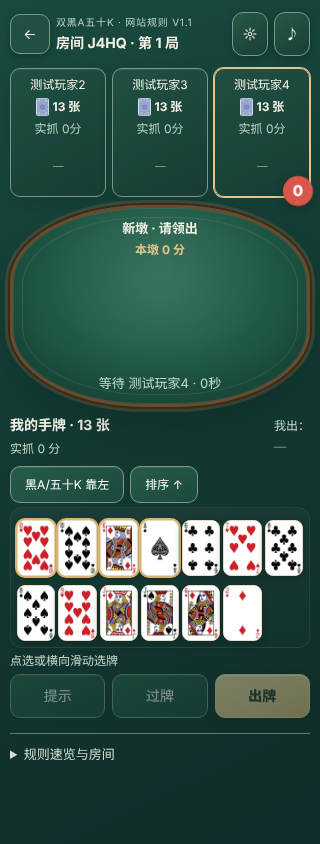 ←
双黑A五十K · 网站规则 V1.1
房间 J4HQ · 第 1 局
测试玩家2
13 张
实抽 0分
—
测试玩家3
13 张
实抽 0分
—
测试玩家4
13 张
实抽 0分
—
0
新墩 · 请领出
本墩 0 分
等待 测试玩家4 · 0秒
我的手牌 · 13 张
我出:
实抓 0 分
—
黑A/五十K 靠左
排序 ↑
点选或横向滑动选牌
提示
过牌
出牌
▶ 规则速览与房间